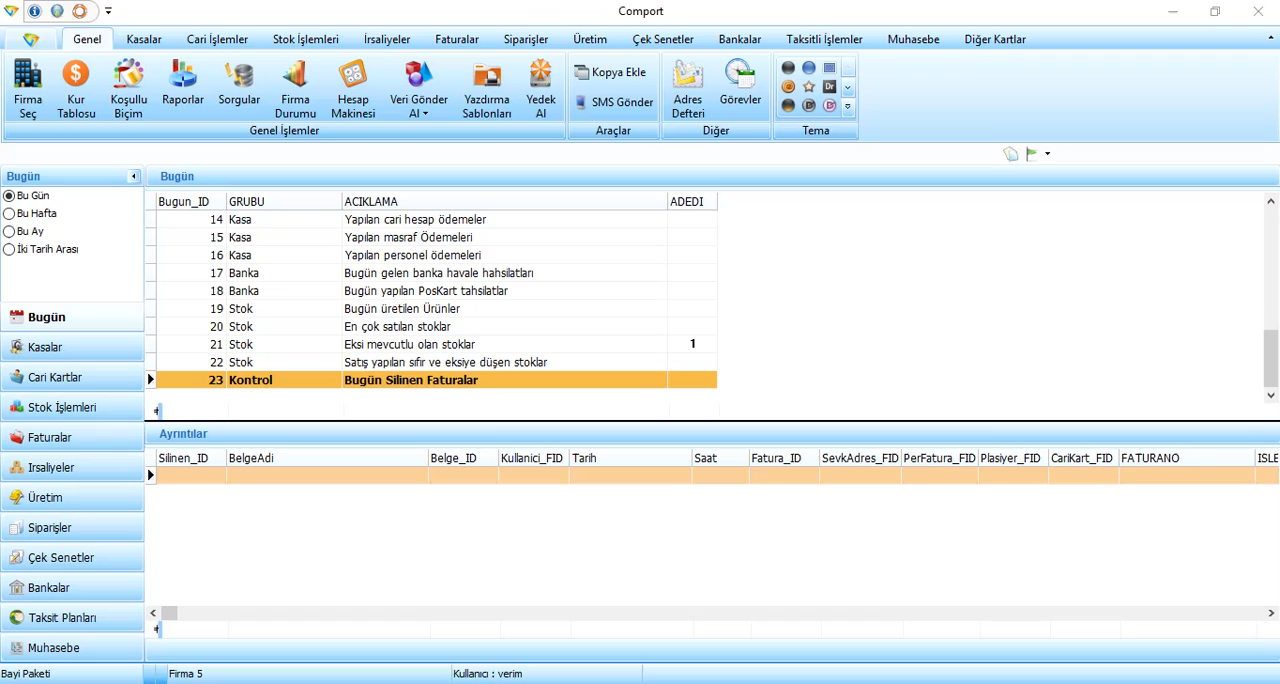 Comport
Genel Kasalar Cari İşlemler Stok İşlemleri İrsaliyeler Faturalar Siparişler Üretim Çek Senetler Bankalar Taksitli İşlemler Muhasebe Diğer Kartlar
Firma Seç
Kur Tablosu
Koşullu Biçim
Raporlar
Sorgular
Firma Durumu
Hesap Makinesi
Veri Gönder Al
Yazdırma Sablonları
Yedek Al
Genel İşlemler
Kopya Ekle
SMS Gönder
Araçlar
Adres Defteri
Görevler
Diğer
Dr
Tema
Bugün
Bu Gün
Bu Hafta
Bu Ay
İki Tarih Arası
Bugün
Kasalar
Cari Kartlar
Stok İşlemleri
Faturalar
Irsaliyeler
Üretim
Siparişler
Çek Senetler
Bankalar
Taksit Planları
Muhasebe
Bugün
Bugun_ID GRUBU ACIKLAMA ADEDI
14 Kasa Yapılan cari hesap ödemeler
15 Kasa Yapılan masraf Ödemeleri
16 Kasa Yapılan personel ödemeleri
17 Banka Bugün gelen banka havale hahsilatları
18 Banka Bugün yapılan PosKart tahsilatlar
19 Stok Bugün üretilen Ürünler
20 Stok En çok satılan stoklar
21 Stok Eksi mevcutlu olan stoklar 1
22 Stok Satış yapılan sıfır ve eksiye düşen stoklar
23 Kontrol Bugün Silinen Faturalar
Ayrıntılar
Silinen_ID BelgeAdi Belge_ID Kullanici_FID Tarih Saat Fatura_ID SevkAdres_FID PerFatura_FID Plasiyer_FID CariKart_FID FATURANO ISLE
Bayi Paketi Firma 5 Kullanıcı : verim